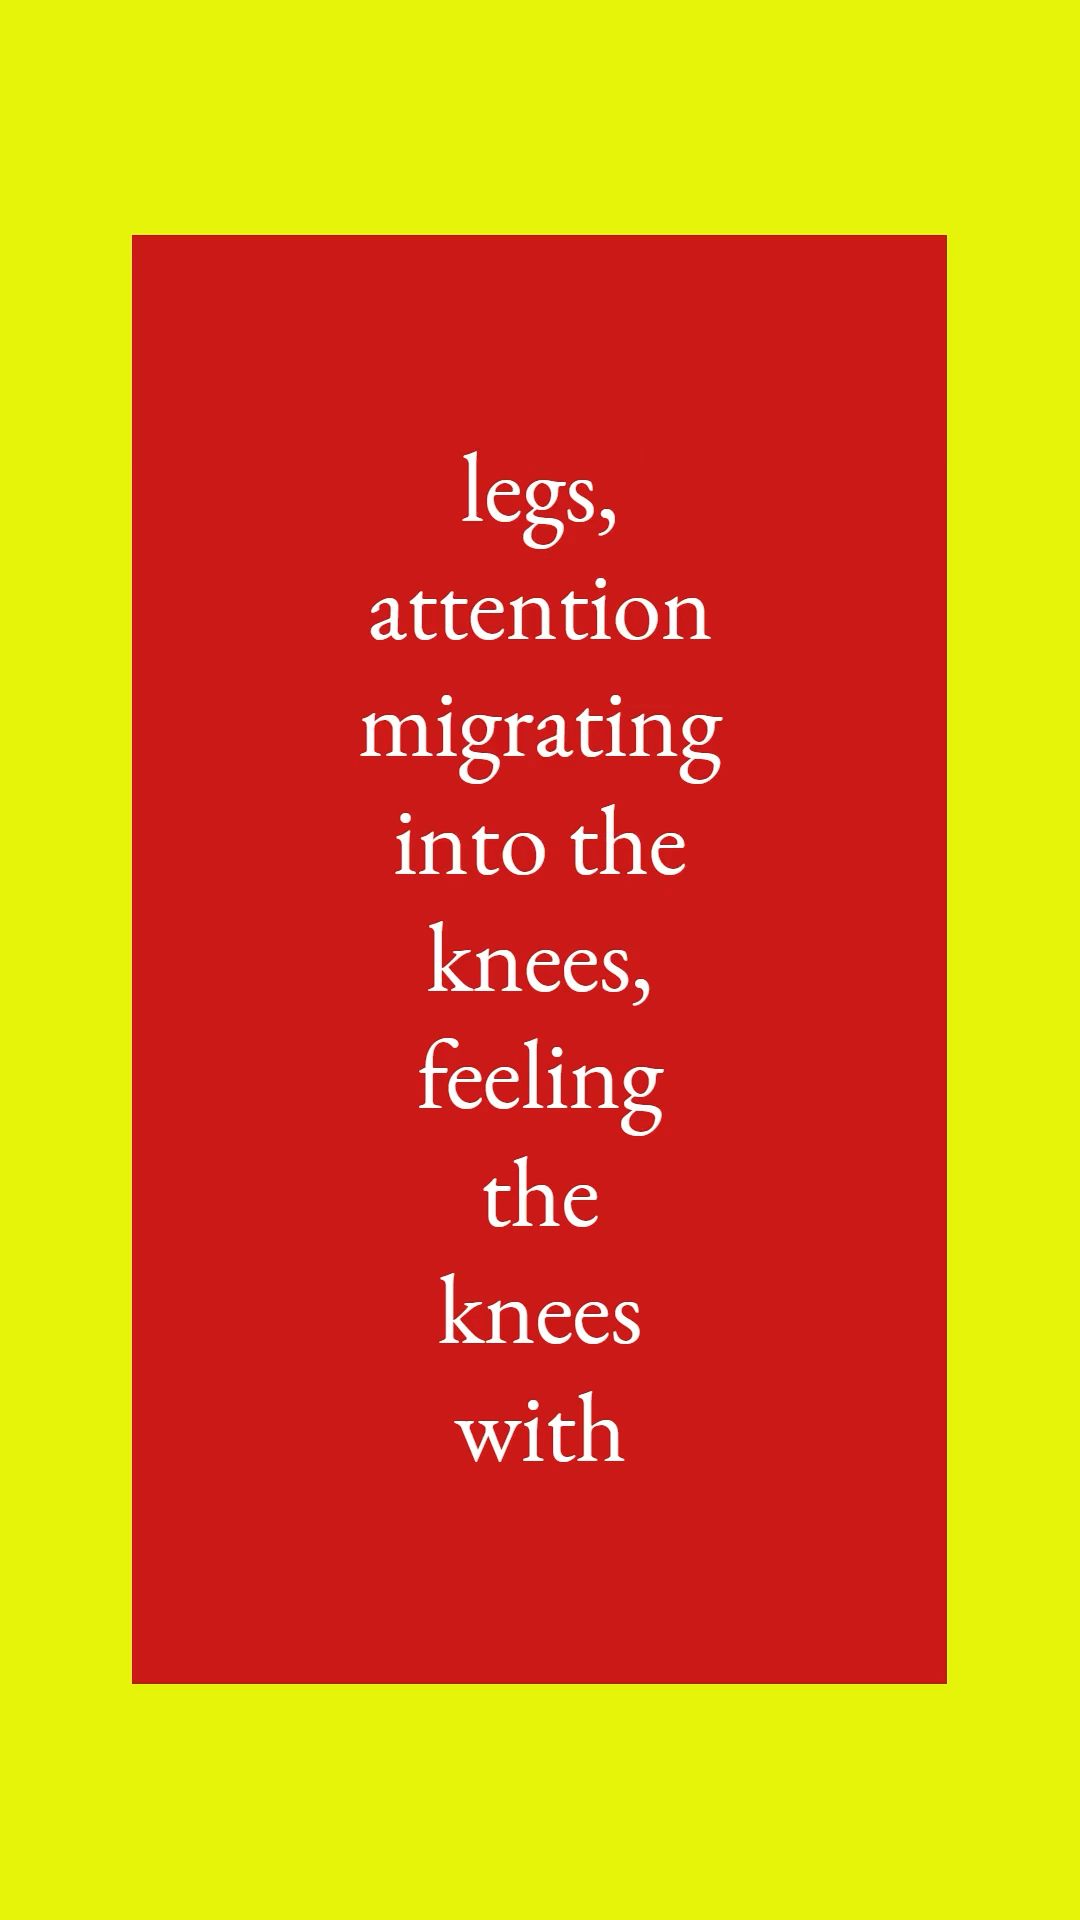 legs,
attention
migrating
into the
knees,
feeling
the
knees
with